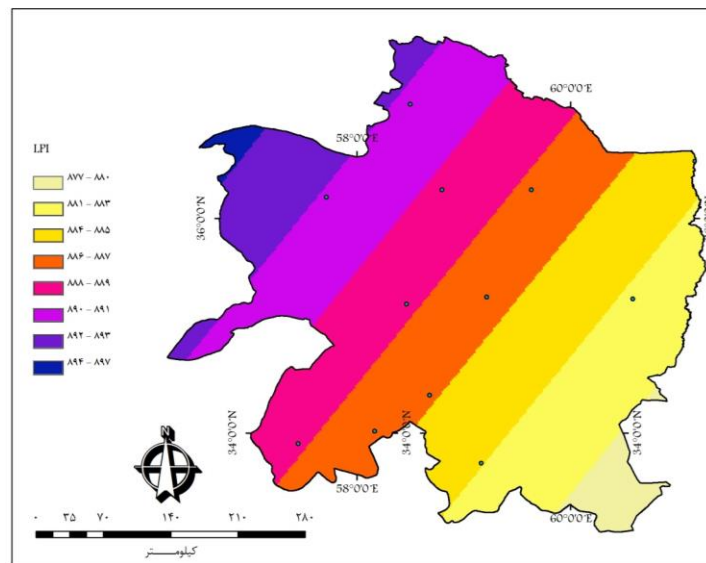 60°0'0"E
58°0'0"E
LFI
۸۷۷ - ۸۸۰
۸۸۱ - ۸۸۳
۸۸۴ - ۸۸۵
۸۸۶ - ۸۸۷
۸۸۸ - ۸۸۹
۸۹۰ - ۸۹۱
۸۹۲ - ۸۹۳
۸۹۴ - ۸۹۷
36°0'0"N
34°0'0"N
34°0'0"N
34°0'0"N
N
58°0'0"E
60°0'0"E
۰ ۳۵ ۷۰ ۱۴۰ ۲۱۰ ۲۸۰
کیلومتر